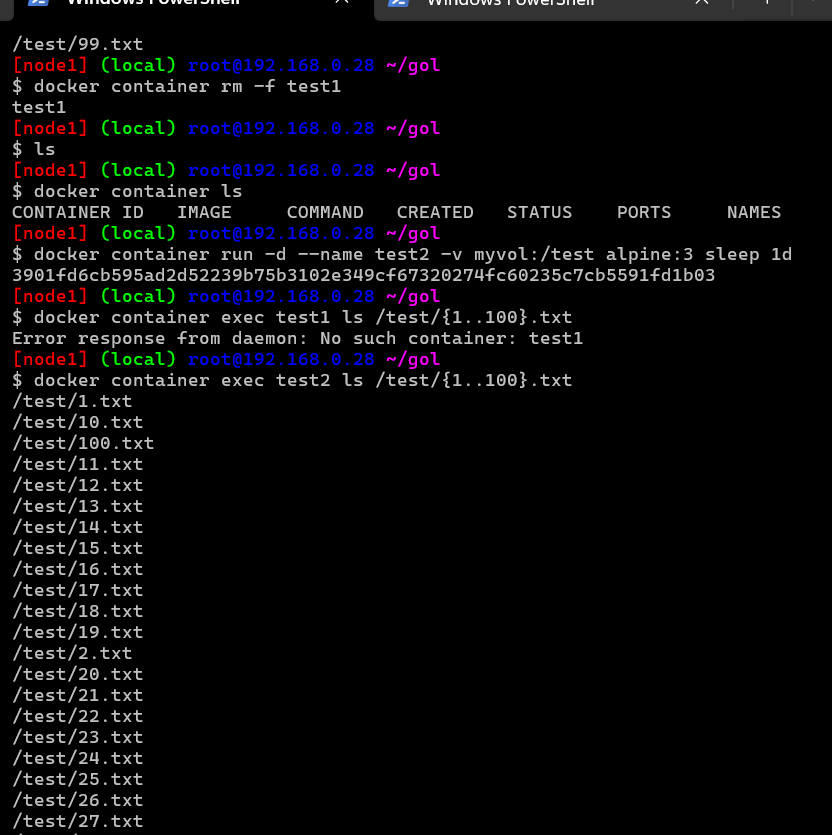 Windows PowerShell
Windows PowerShell
/test/99.txt
[node1] (local) root@192.168.0.28 ~/gol
$ docker container rm -f test1
test1
[node1] (local) root@192.168.0.28 ~/gol
$ ls
[node1] (local) root@192.168.0.28 ~/gol
$ docker container ls
CONTAINER ID   IMAGE     COMMAND   CREATED   STATUS    PORTS     NAMES
[node1] (local) root@192.168.0.28 ~/gol
$ docker container run -d --name test2 -v myvol:/test alpine:3 sleep 1d
3901fd6cb595ad2d52239b75b3102e349cf67320274fc60235c7cb5591fd1b03
[node1] (local) root@192.168.0.28 ~/gol
$ docker container exec test1 ls /test/{1..100}.txt
Error response from daemon: No such container: test1
[node1] (local) root@192.168.0.28 ~/gol
$ docker container exec test2 ls /test/{1..100}.txt
/test/1.txt
/test/10.txt
/test/100.txt
/test/11.txt
/test/12.txt
/test/13.txt
/test/14.txt
/test/15.txt
/test/16.txt
/test/17.txt
/test/18.txt
/test/19.txt
/test/2.txt
/test/20.txt
/test/21.txt
/test/22.txt
/test/23.txt
/test/24.txt
/test/25.txt
/test/26.txt
/test/27.txt